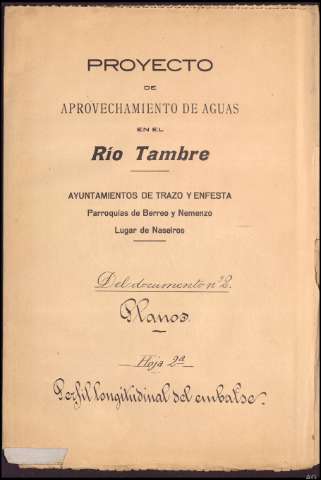 PROYECTO
DE
APROVECHAMIENTO DE AGUAS
EN EL
Río Tambre
AYUNTAMIENTOS DE TRAZO Y ENFESTA
Parroquias de Berreo y Nemenzo
Lugar de Naseiros
Del documento nº 2.
Planos.
Hoja 2ª
Perfil longitudinal del embalse.